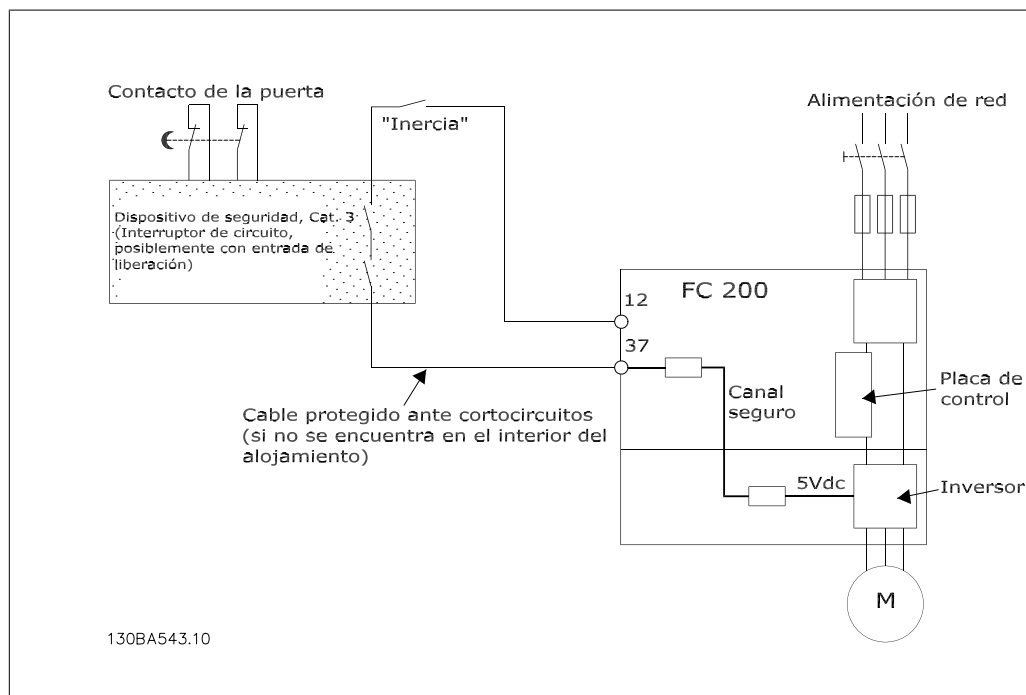 Contacto de la puerta
"Inercia"
Alimentación de red
Dispositivo de seguridad, Cat. 3
(Interruptor de circuito,
posiblemente con entrada de
liberación)
FC 200
12
37
Canal
seguro
Placa de
control
Cable protegido ante cortocircuitos
(si no se encuentra en el interior del
alojamiento)
5Vdc
Inversor
M
130BA543.10